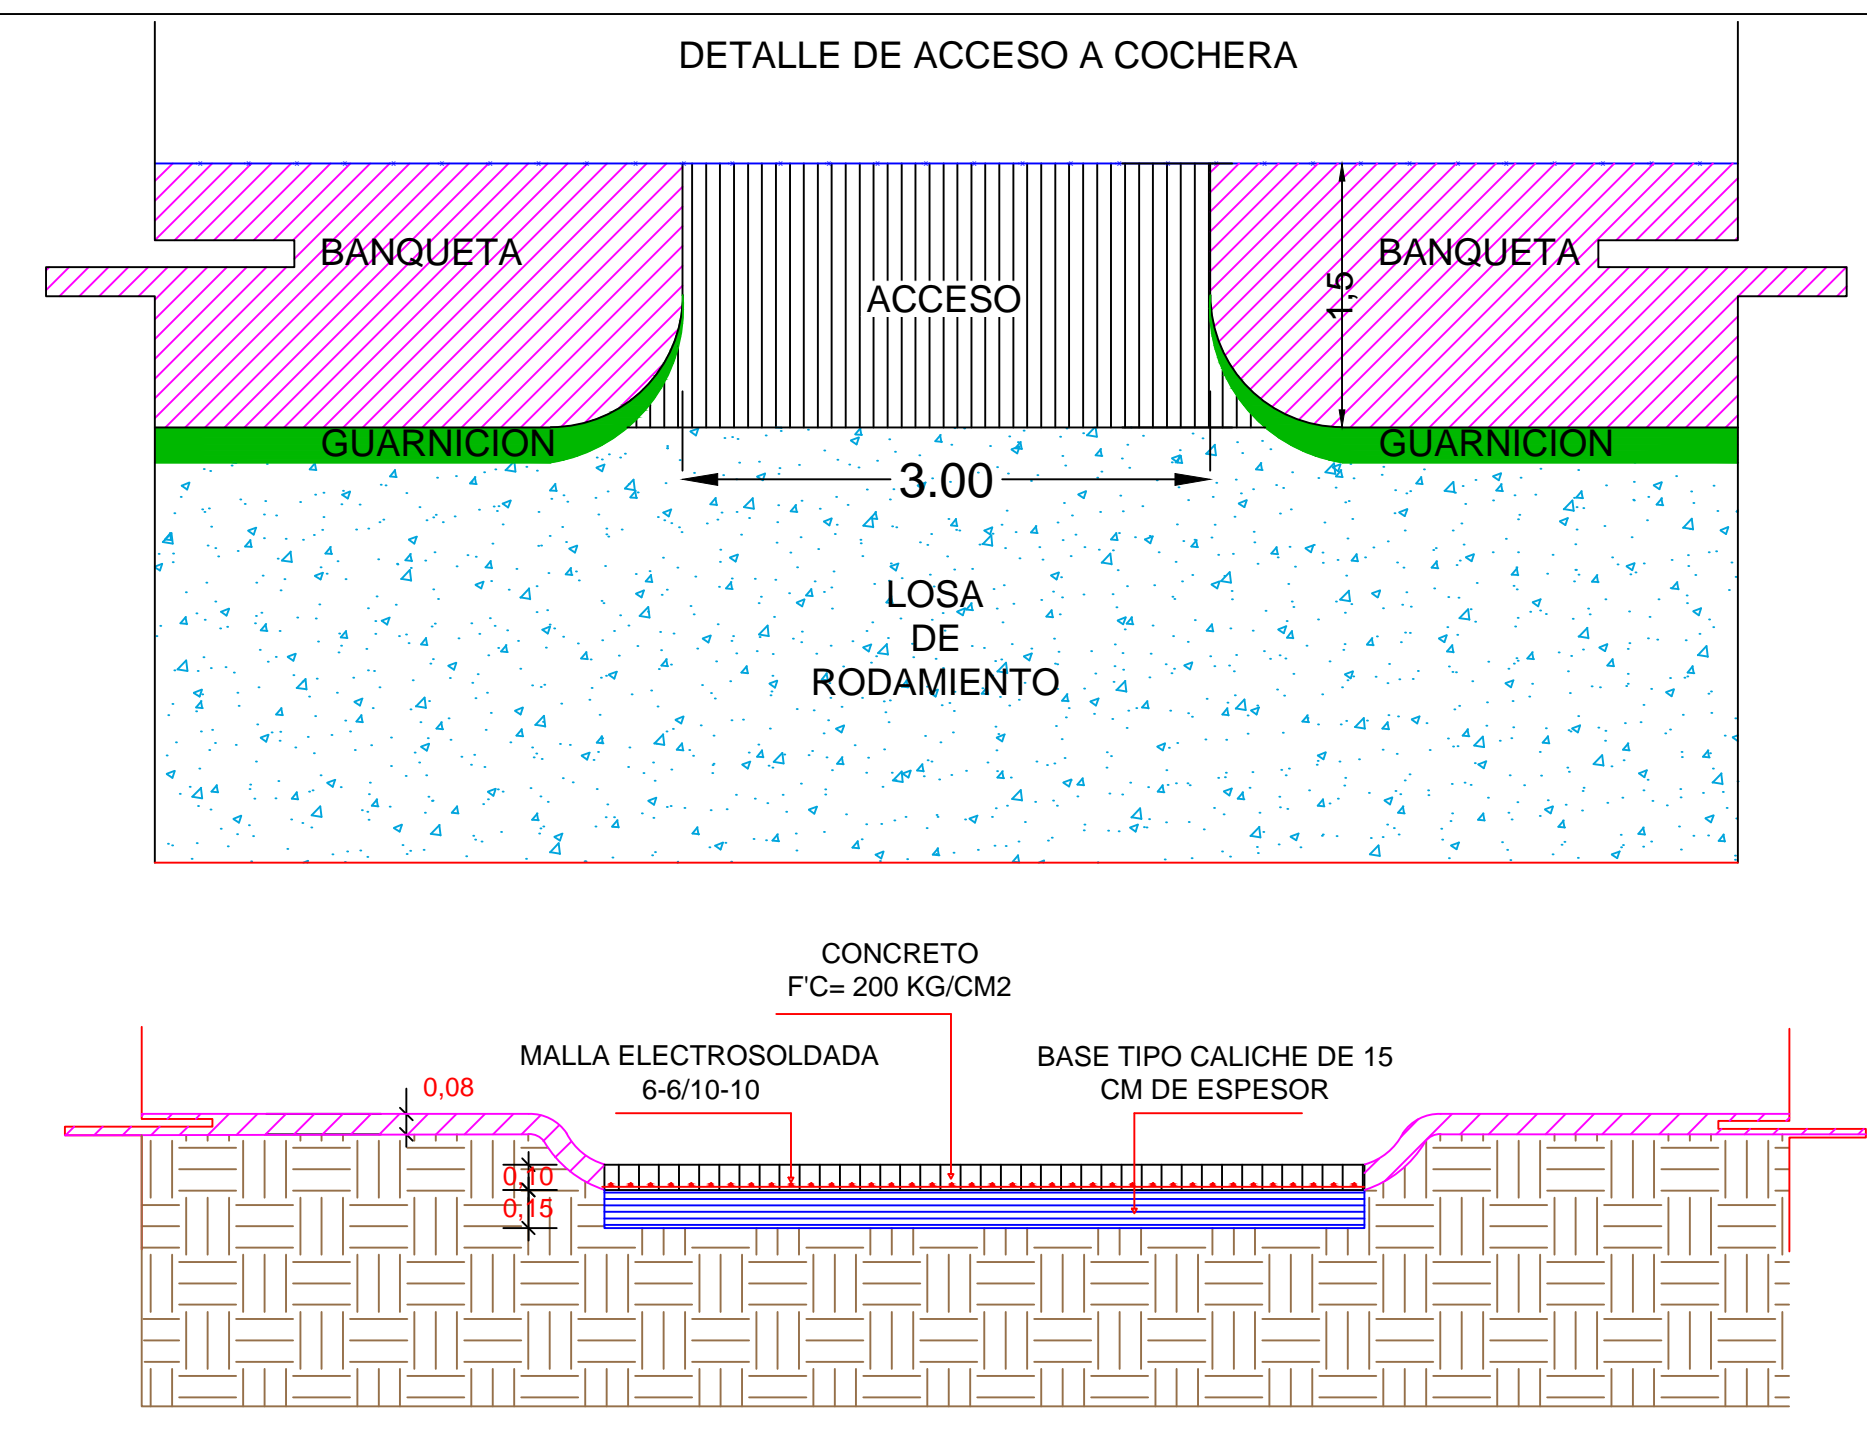 DETALLE DE ACCESO A COCHERA
BANQUETA
BANQUETA
ACCESO
1,5
GUARNICION
GUARNICION
3.00
LOSA
DE
RODAMIENTO
CONCRETO
F'C= 200 KG/CM2
MALLA ELECTROSOLDADA
6-6/10-10
BASE TIPO CALICHE DE 15
CM DE ESPESOR
0,08
0,10
0,15